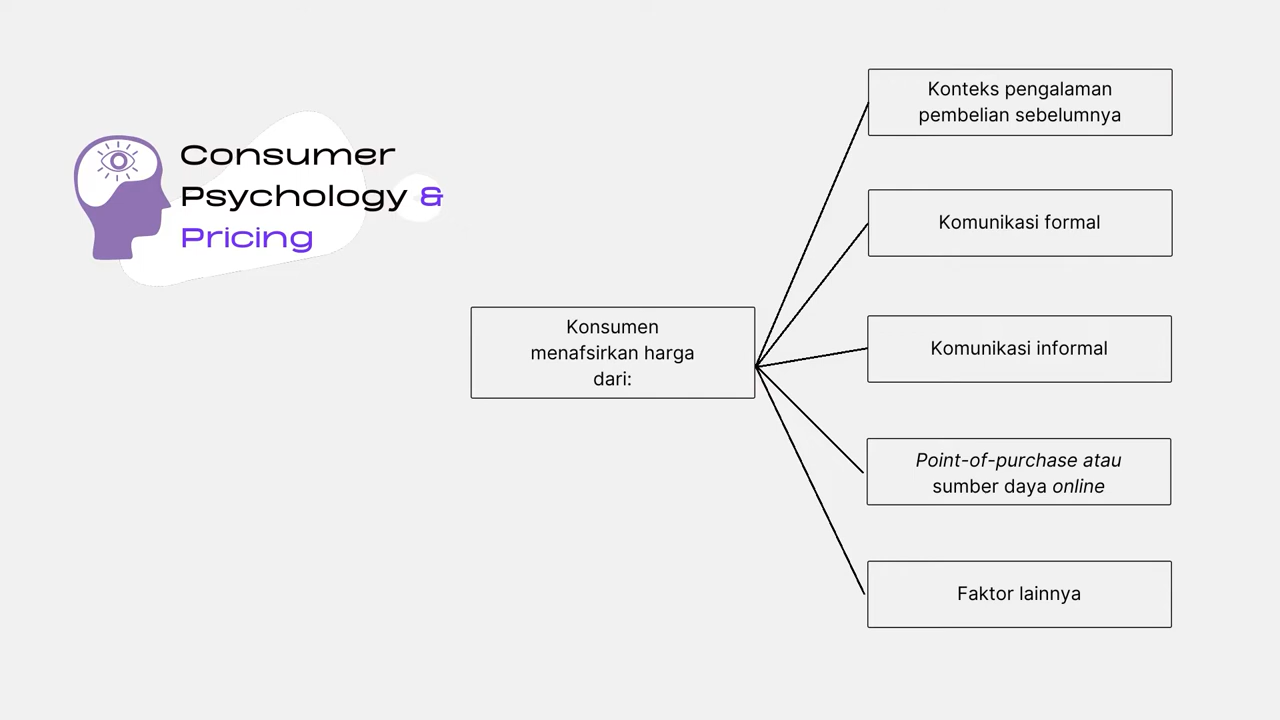 Consumer
Psychology &
Pricing
Konsumen
menafsirkan harga
dari:
Konteks pengalaman
pembelian sebelumnya
Komunikasi formal
Komunikasi informal
Point-of-purchase atau
sumber daya online
Faktor lainnya